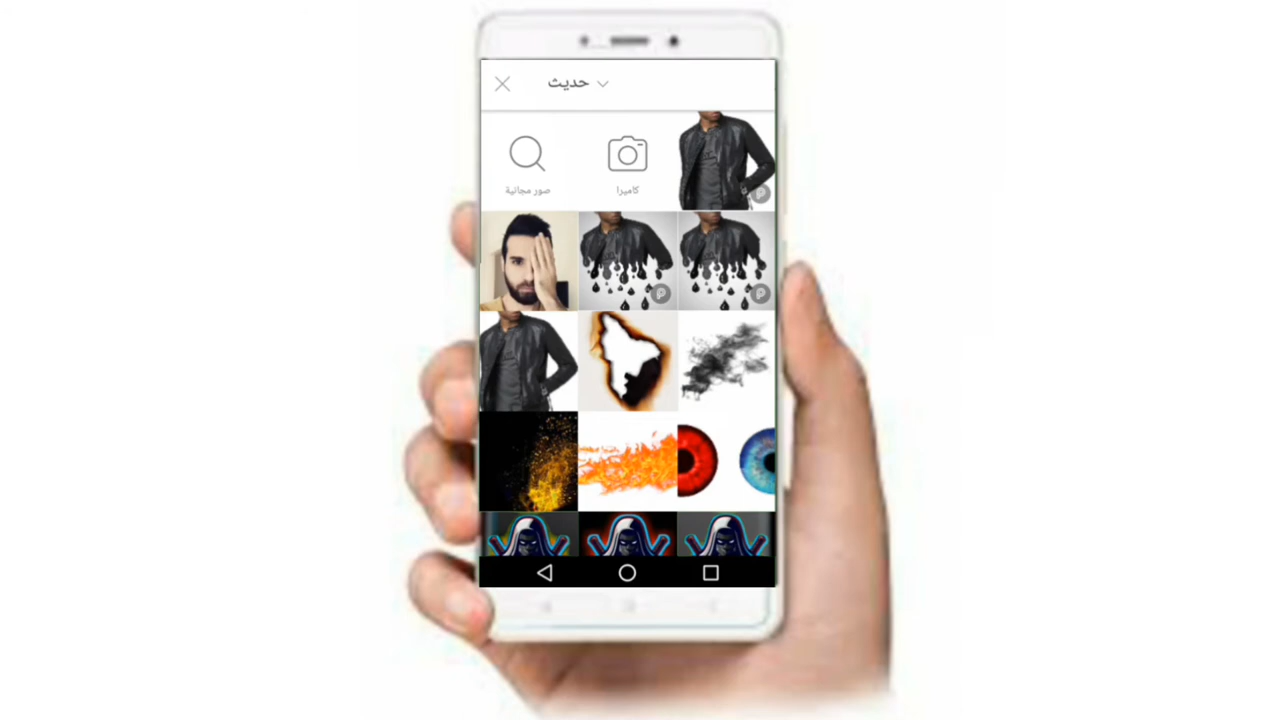 حديث
صور مجانية
كاميرا